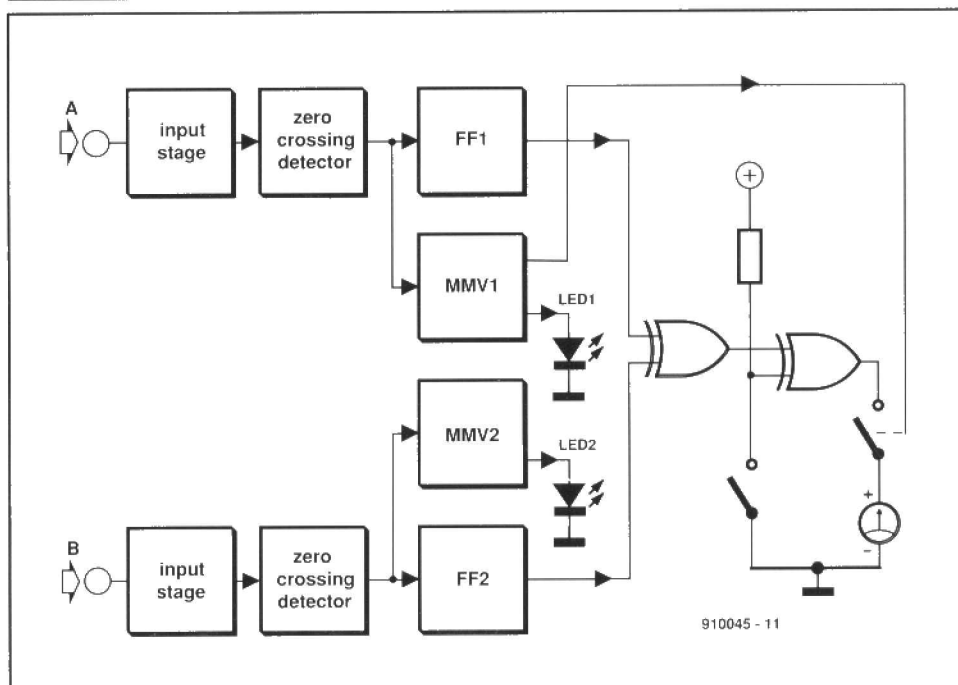 A
input
stage
zero
crossing
detector
FF1
MMV1
LED1
+
MMV2
LED2
+
-
B
input
stage
zero
crossing
detector
FF2
910045 - 11